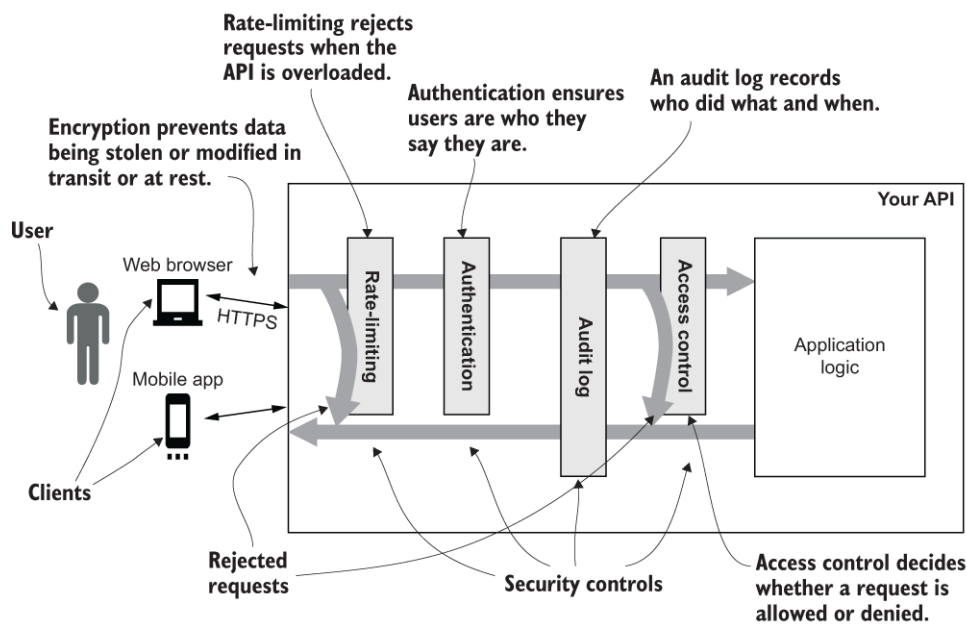 Rate-limiting rejects
requests when the
API is overloaded.
Authentication ensures
users are who they
say they are.
An audit log records
who did what and when.
Encryption prevents data
being stolen or modified in
transit or at rest.
Your API
User
Web browser
HTTPS
Mobile app
Clients
Rate-limiting
Authentication
Audit log
Access control
Application
logic
Rejected
requests
Security controls
Access control decides
whether a request is
allowed or denied.